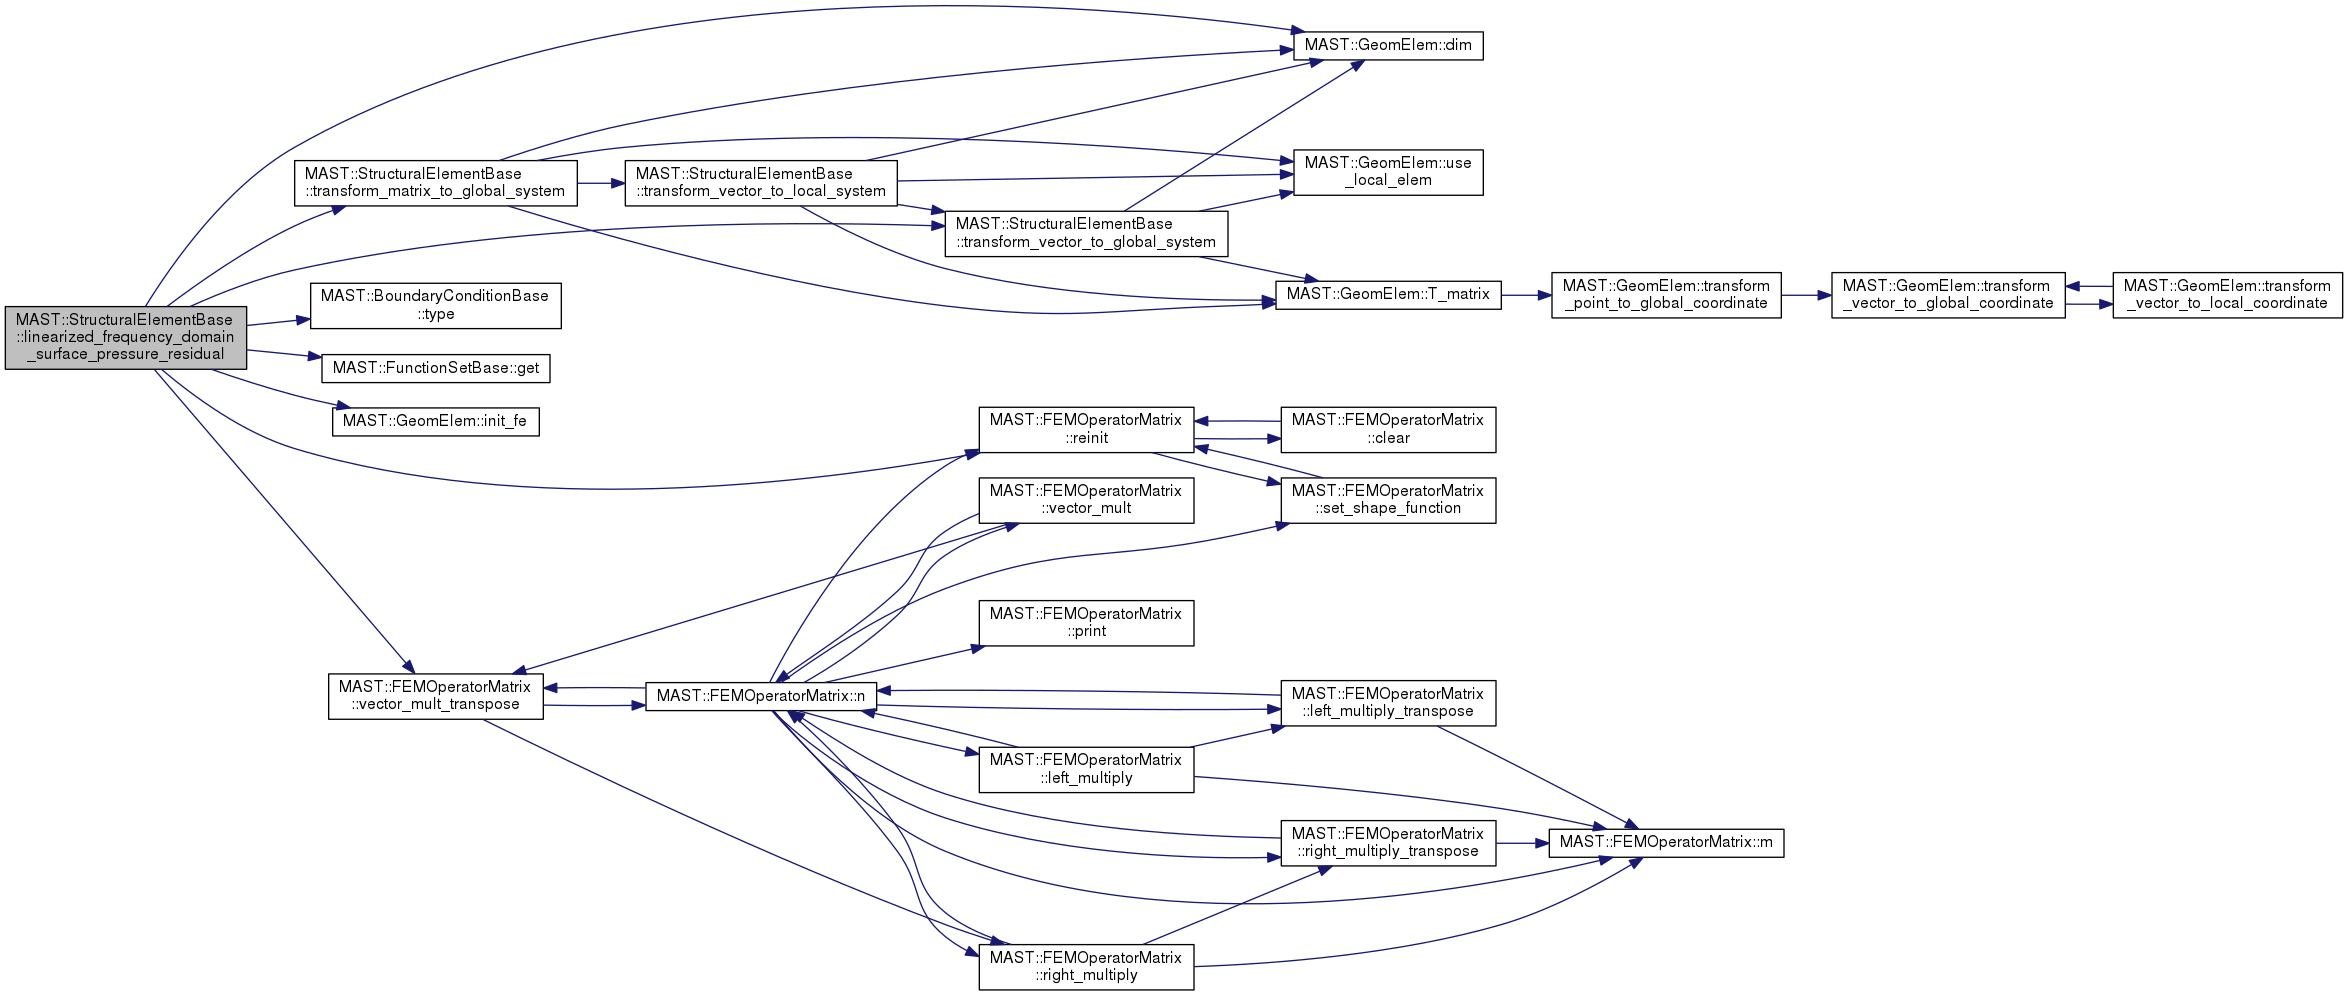 MAST::StructuralElementBase
::linearized_frequency_domain
_surface_pressure_residual
MAST::GeomElem::dim
MAST::StructuralElementBase
::transform_matrix_to_global_system
MAST::StructuralElementBase
::transform_vector_to_local_system
MAST::GeomElem::use
_local_elem
MAST::StructuralElementBase
::transform_vector_to_global_system
MAST::GeomElem::T_matrix
MAST::GeomElem::transform
_point_to_global_coordinate
MAST::GeomElem::transform
_vector_to_global_coordinate
MAST::GeomElem::transform
_vector_to_local_coordinate
MAST::BoundaryConditionBase
::type
MAST::FunctionSetBase::get
MAST::GeomElem::init_fe
MAST::FEMOperatorMatrix
::reinit
MAST::FEMOperatorMatrix
::clear
MAST::FEMOperatorMatrix
::vector_mult
MAST::FEMOperatorMatrix
::set_shape_function
MAST::FEMOperatorMatrix
::print
MAST::FEMOperatorMatrix
::vector_mult_transpose
MAST::FEMOperatorMatrix::n
MAST::FEMOperatorMatrix
::left_multiply_transpose
MAST::FEMOperatorMatrix
::left_multiply
MAST::FEMOperatorMatrix
::right_multiply_transpose
MAST::FEMOperatorMatrix::m
MAST::FEMOperatorMatrix
::right_multiply